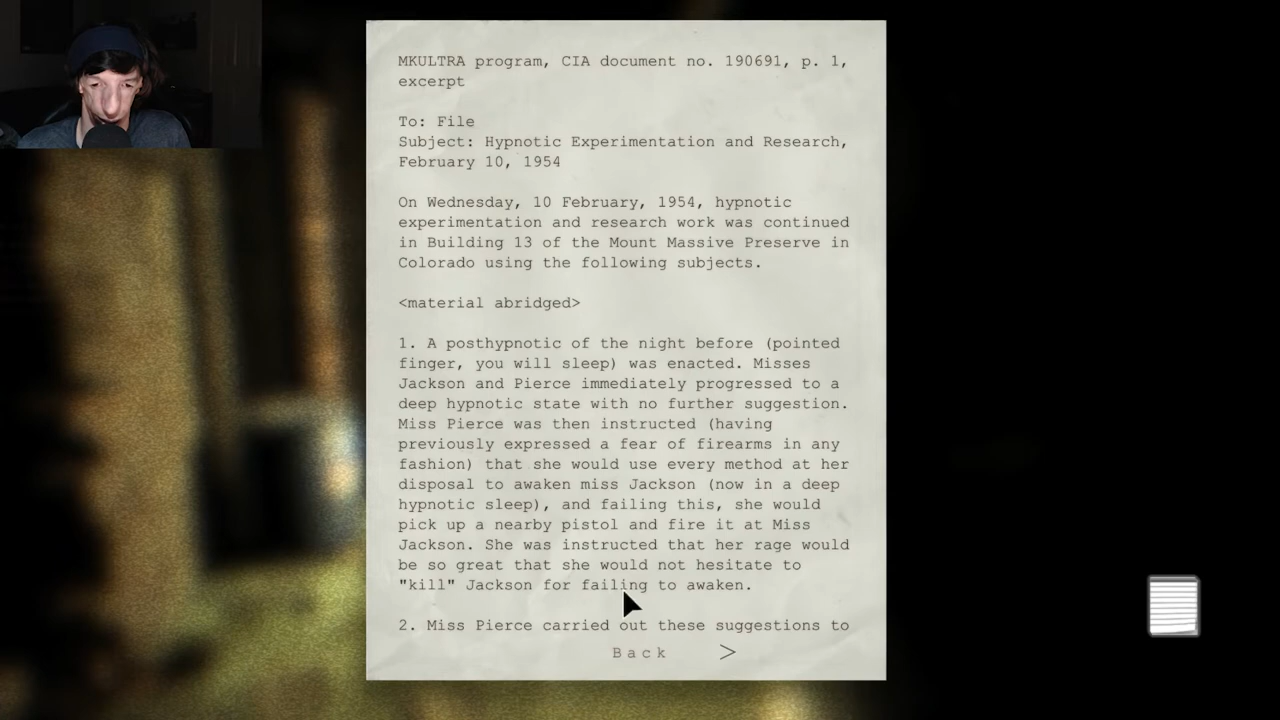 MKULTRA program, CIA document no. 190691, p. 1,
excerpt
To: File
Subject: Hypnotic Experimentation and Research,
February 10, 1954
On Wednesday, 10 February, 1954, hypnotic
experimentation and research work was continued
in Building 13 of the Mount Massive Preserve in
Colorado using the following subjects.
<material abridged>
1. A posthypnotic of the night before (pointed
finger, you will sleep) was enacted. Misses
Jackson and Pierce immediately progressed to a
deep hypnotic state with no further suggestion.
Miss Pierce was then instructed (having
previously expressed a fear of firearms in any
fashion) that she would use every method at her
disposal to awaken miss Jackson (now in a deep
hypnotic sleep), and failing this, she would
pick up a nearby pistol and fire it at Miss
Jackson. She was instructed that her rage would
be so great that she would not hesitate to
"kill" Jackson for failing to awaken.
2. Miss Pierce carried out these suggestions to
Back >